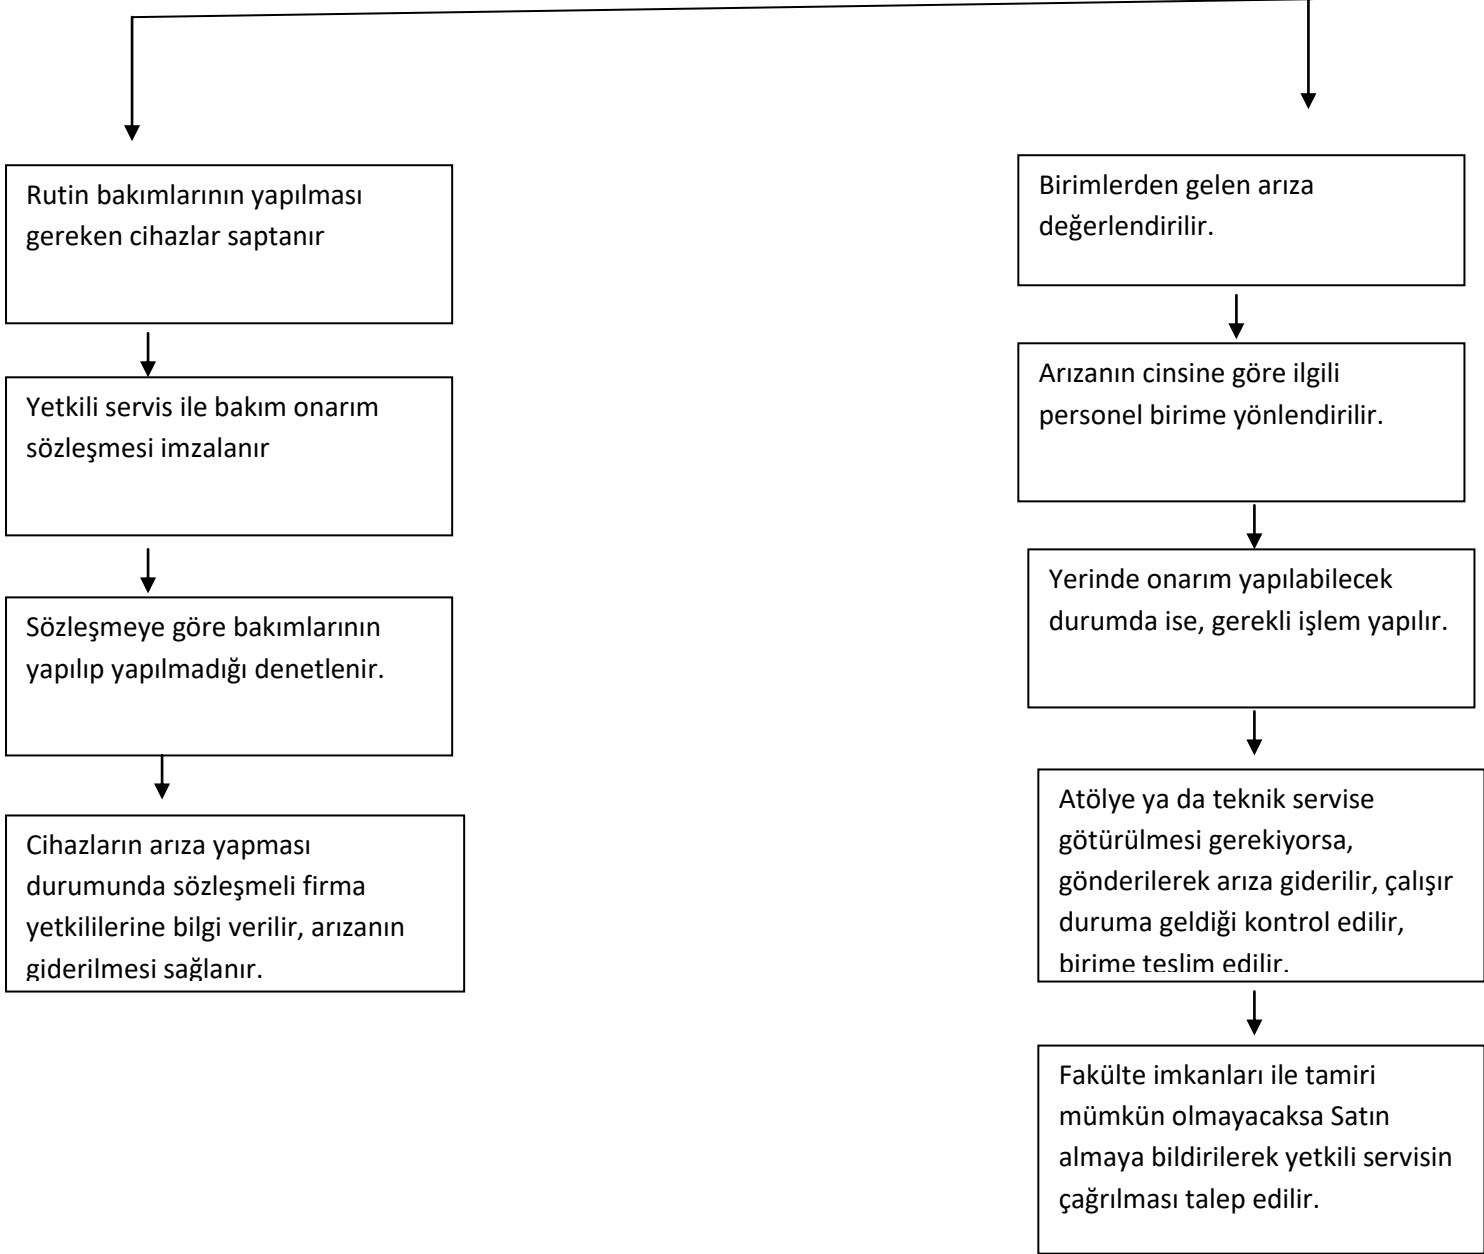 Rutin bakımlarının yapılması
gereken cihazlar saptanır
Yetkili servis ile bakım onarım
sözleşmesi imzalanır
Sözleşmeye göre bakımlarının
yapılıp yapılmadığı denetlenir.
Cihazların arıza yapması
durumunda sözleşmeli firma
yetkililerine bilgi verilir, arızanın
giderilmesi sağlanır.
Birimlerden gelen arıza
değerlendirilir.
Arızanın cinsine göre ilgili
personel birime yönlendirilir.
Yerinde onarım yapılabilecek
durumda ise, gerekli işlem yapılır.
Atölye ya da teknik servise
götürülmesi gerekiyorsa,
gönderilerek arıza giderilir, çalışır
duruma geldiği kontrol edilir,
birime teslim edilir.
Fakülte imkanları ile tamiri
mümkün olmayacaksa Satın
almaya bildirilerek yetkili servisin
çağrılması talep edilir.